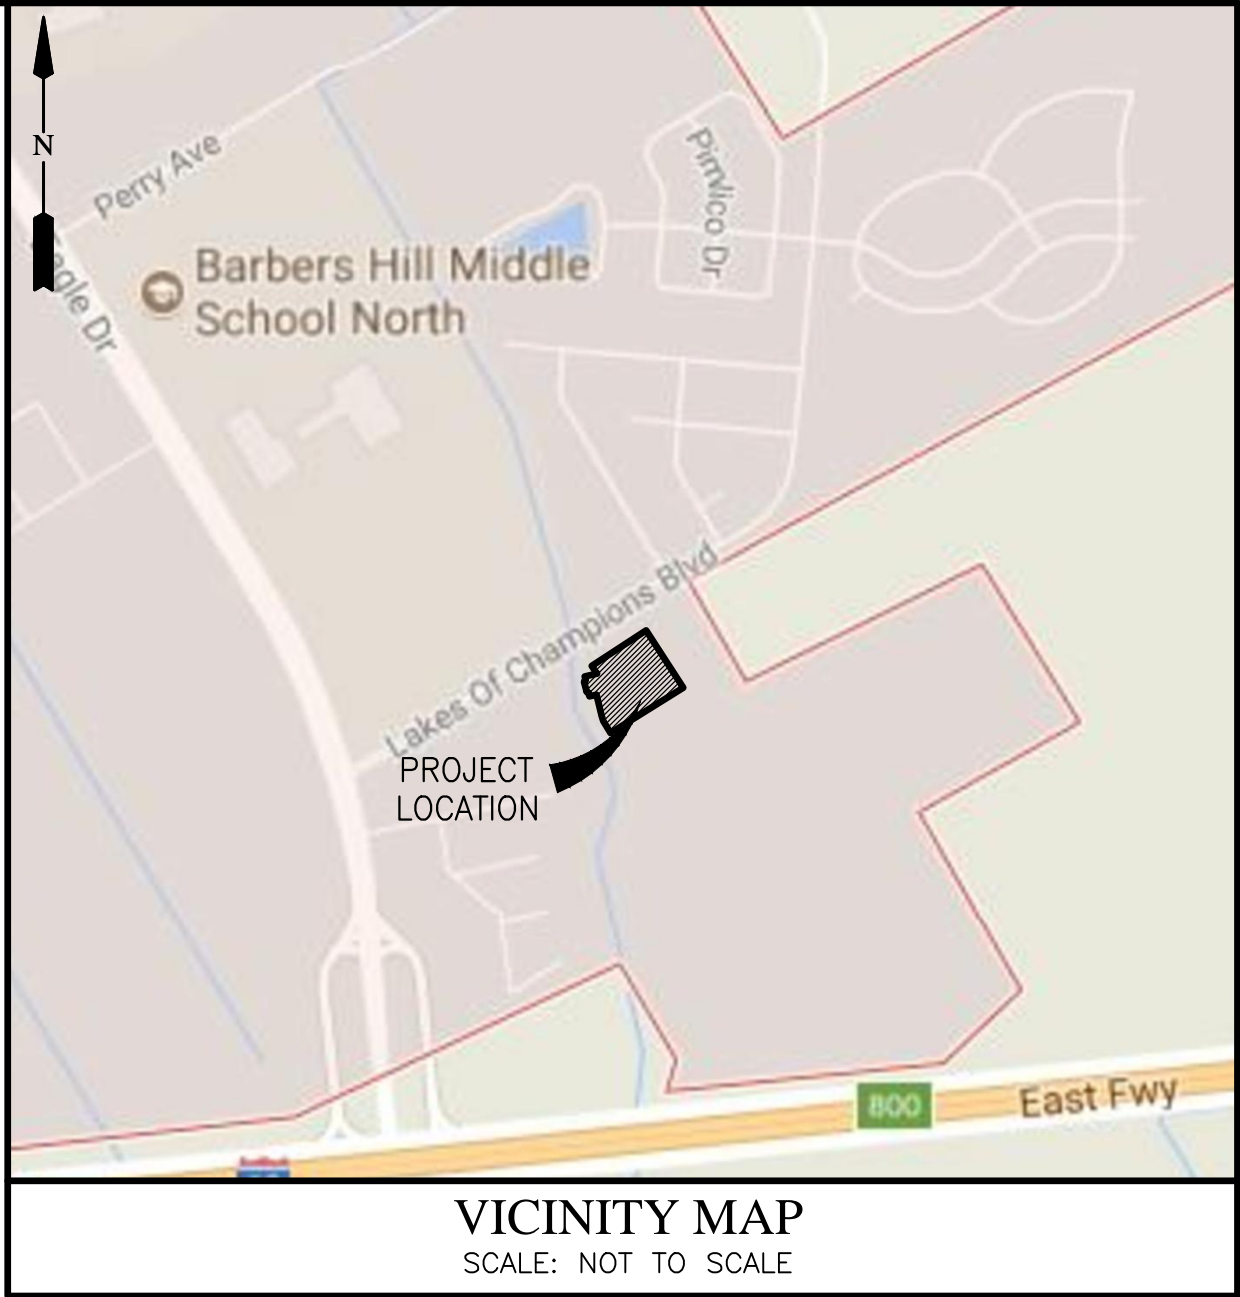 N
Perry Ave
Pimlico Dr
Eagle Dr
Barbers Hill Middle
School North
Lakes Of Champions Blvd
PROJECT
LOCATION
800
East Fwy
VICINITY MAP
SCALE: NOT TO SCALE